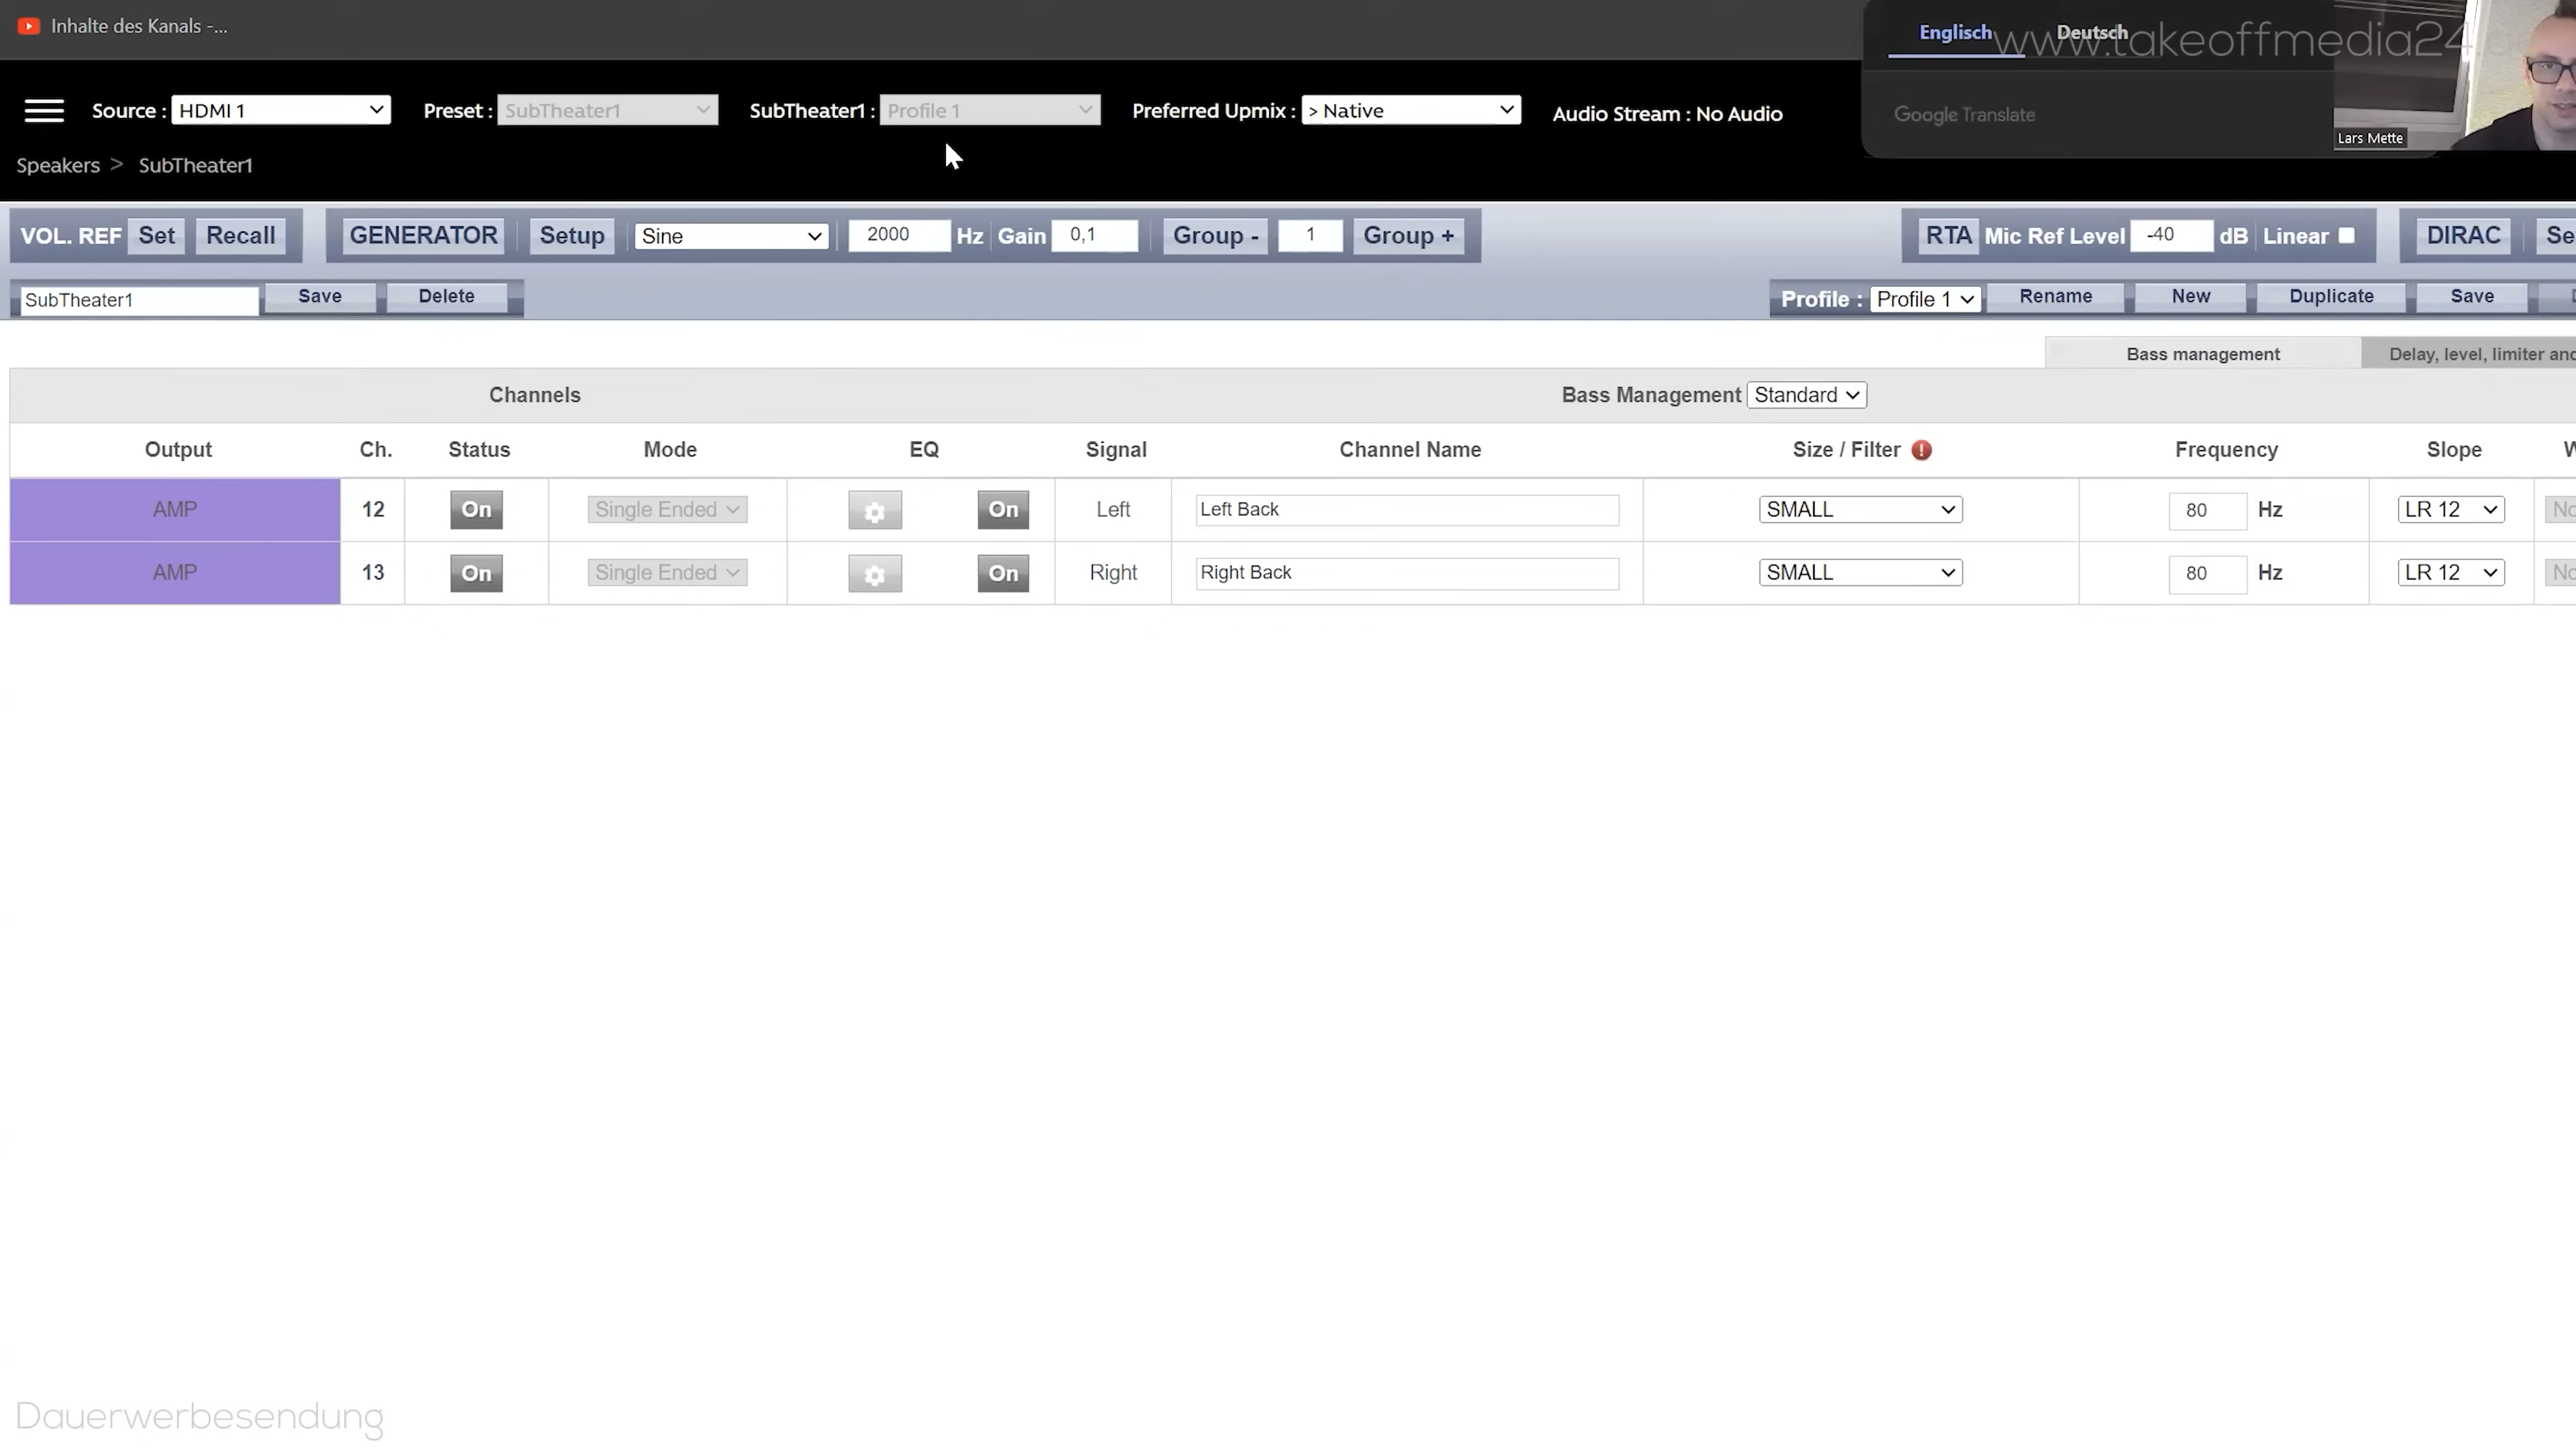 Inhalte des Kanals -...
Englisch Deutsch
www.takeoffmedia24.
Google Translate
Lars Mette
Source : HDMI 1 Preset : SubTheater1 SubTheater1 : Profile 1 Preferred Upmix : > Native Audio Stream : No Audio
Speakers > SubTheater1
VOL. REF Set Recall GENERATOR Setup Sine 2000 Hz Gain 0,1 Group - 1 Group + RTA Mic Ref Level -40 dB Linear DIRAC Se
SubTheater1 Save Delete Profile : Profile 1 Rename New Duplicate Save
Bass management Delay, level, limiter and
Channels Bass Management Standard
Output Ch. Status Mode EQ Signal Channel Name Size / Filter ! Frequency Slope
AMP 12 On Single Ended On Left Left Back SMALL 80 Hz LR 12 No
AMP 13 On Single Ended On Right Right Back SMALL 80 Hz LR 12 No
Dauerwerbesendung